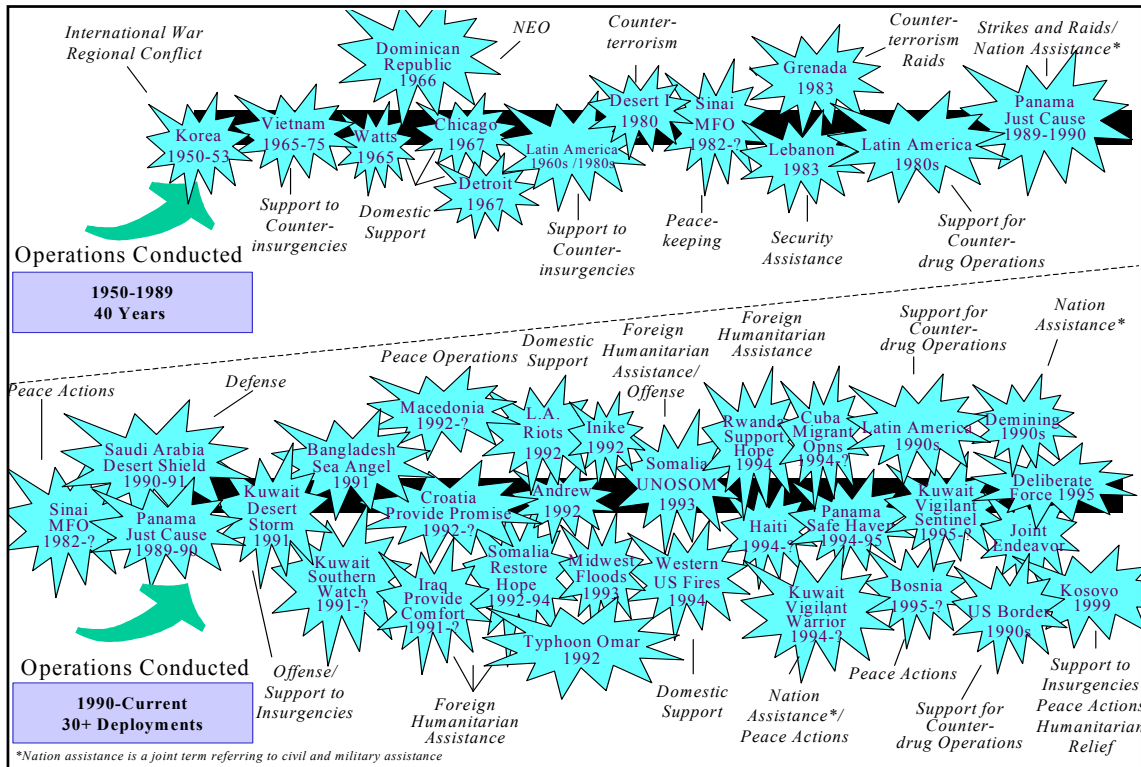 International War
Regional Conflict
Dominican
Republic
1966
NEO
Counter-
terrorism
Counter-
terrorism
Raids
Strikes and Raids/
Nation Assistance*
Korea
1950-53
Vietnam
1965-75
Watts
1965
Chicago
1967
Detroit
1967
Latin America
1960s /1980s
Desert I
1980
Sinai
MFO
1982-?
Grenada
1983
Lebanon
1983
Latin America
1980s
Panama
Just Cause
1989-1990
Support to
Counter-
insurgencies
Domestic
Support
Support to
Counter-
insurgencies
Peace-
keeping
Security
Assistance
Support for
Counter-
drug Operations
Operations Conducted
1950-1989
40 Years
Peace Actions
Defense
Peace Operations
Domestic
Support
Foreign
Humanitarian
Assistance/
Offense
Foreign
Humanitarian
Assistance
Support for
Counter-
drug Operations
Nation
Assistance*
Sinai
MFO
1982-?
Saudi Arabia
Desert Shield
1990-91
Panama
Just Cause
1989-90
Kuwait
Desert
Storm
1991
Bangladesh
Sea Angel
1991
Kuwait
Southern
Watch
1991-?
Macedonia
1992-?
Croatia
Provide Promise
1992-?
Iraq
Provide
Comfort
1991-?
Somalia
Restore
Hope
1992-94
L.A.
Riots
1992
Andrew
1992
Inike
1992
Midwest
Floods
1993
Typhoon Omar
1992
Somalia
UNOSOM
1993
Western
US Fires
1994
Rwanda
Support
Hope
1994
Haiti
1994-?
Cuba
Migrant
Opns
1994-?
Panama
Safe Haven
1994-95
Kuwait
Vigilant
Warrior
1994-?
Latin America
1990s
Kuwait
Vigilant
Sentinel
1995-?
Bosnia
1995-?
Demining
1990s
Deliberate
Force 1995
Joint
Endeavor
US Border
1990s
Kosovo
1999
Operations Conducted
1990-Current
30+ Deployments
Offense/
Support to
Insurgencies
Foreign
Humanitarian
Assistance
Domestic
Support
Nation
Assistance*/
Peace Actions
Peace Actions
Support for
Counter-
drug Operations
Support to
Insurgencies
Peace Actions
Humanitarian
Relief
*Nation assistance is a joint term referring to civil and military assistance